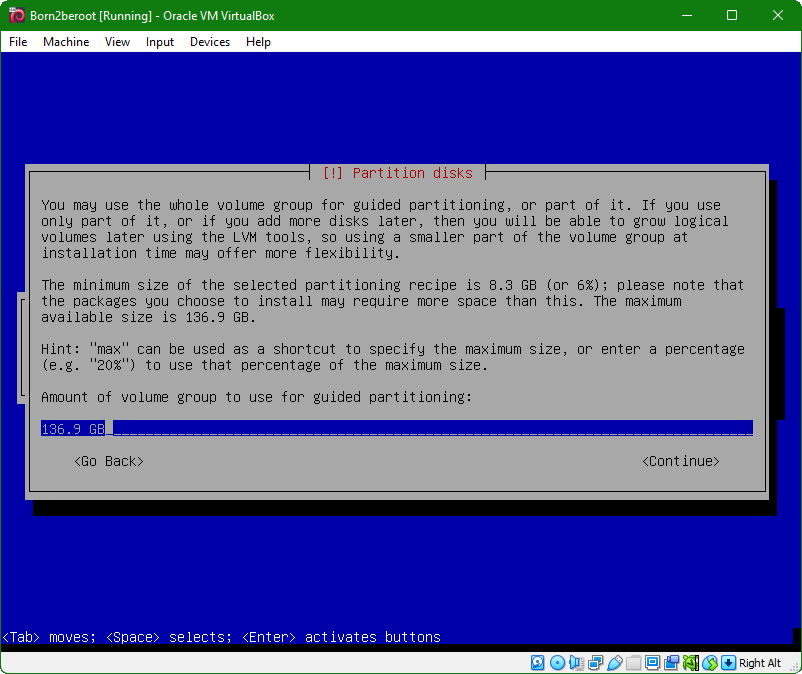 Born2beroot [Running] - Oracle VM VirtualBox
File Machine View Input Devices Help
[!] Partition disks
You may use the whole volume group for guided partitioning, or part of it. If you use
only part of it, or if you add more disks later, then you will be able to grow logical
volumes later using the LVM tools, so using a smaller part of the volume group at
installation time may offer more flexibility.
The minimum size of the selected partitioning recipe is 8.3 GB (or 6%); please note that
the packages you choose to install may require more space than this. The maximum
available size is 136.9 GB.
Hint: "max" can be used as a shortcut to specify the maximum size, or enter a percentage
(e.g. "20%") to use that percentage of the maximum size.
Amount of volume group to use for guided partitioning:
136.9 GB
<Go Back> <Continue>
<Tab> moves; <Space> selects; <Enter> activates buttons
Right Alt